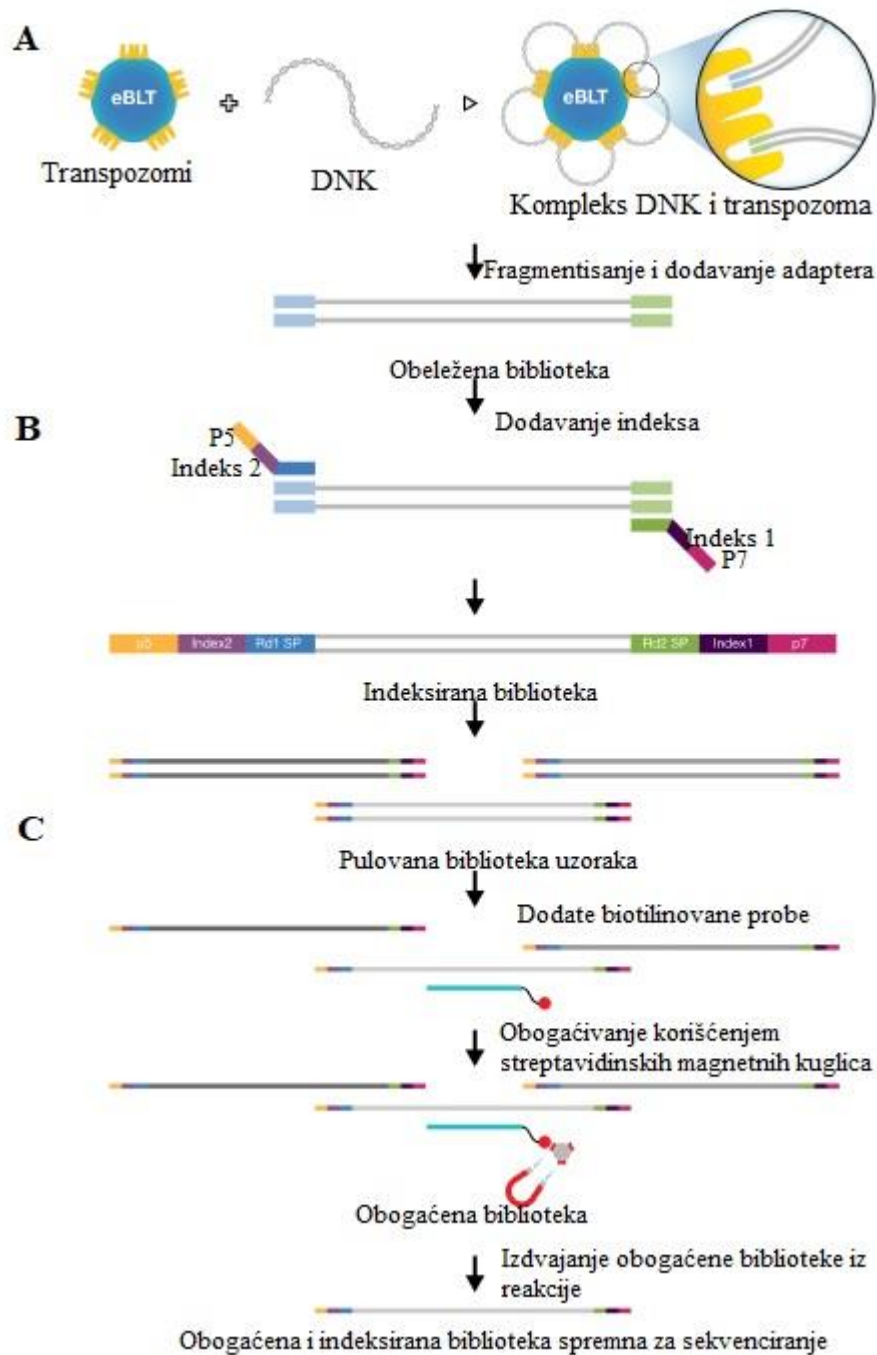 A
eBLT
eBLT
Transpozomi
DNK
Kompleks DNK i transpozoma
Fragmentisanje i dodavanje adaptera
Obeležena biblioteka
Dodavanje indeksa
B
P5
Indeks 2
Indeks 1
P7
p5 Index2 Rd1 SP Rd2 SP Index1 p7
Indeksirana biblioteka
C
Pulovana biblioteka uzoraka
Dodate biotilinovane probe
Obogaćivanje korišćenjem
streptavidinskih magnetnih kuglica
Obogaćena biblioteka
Izdvajanje obogaćene biblioteke iz
reakcije
Obogaćena i indeksirana biblioteka spremna za sekvenciranje